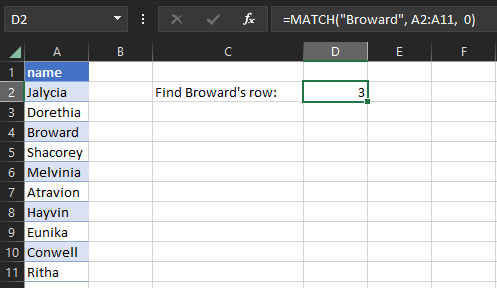 D2 fx =MATCH("Broward", A2:A11, 0)
A B C D E F
1 name
2 Jalycia Find Broward's row: 3
3 Dorethia
4 Broward
5 Shacorey
6 Melvinia
7 Atravion
8 Hayvin
9 Eunika
10 Conwell
11 Ritha